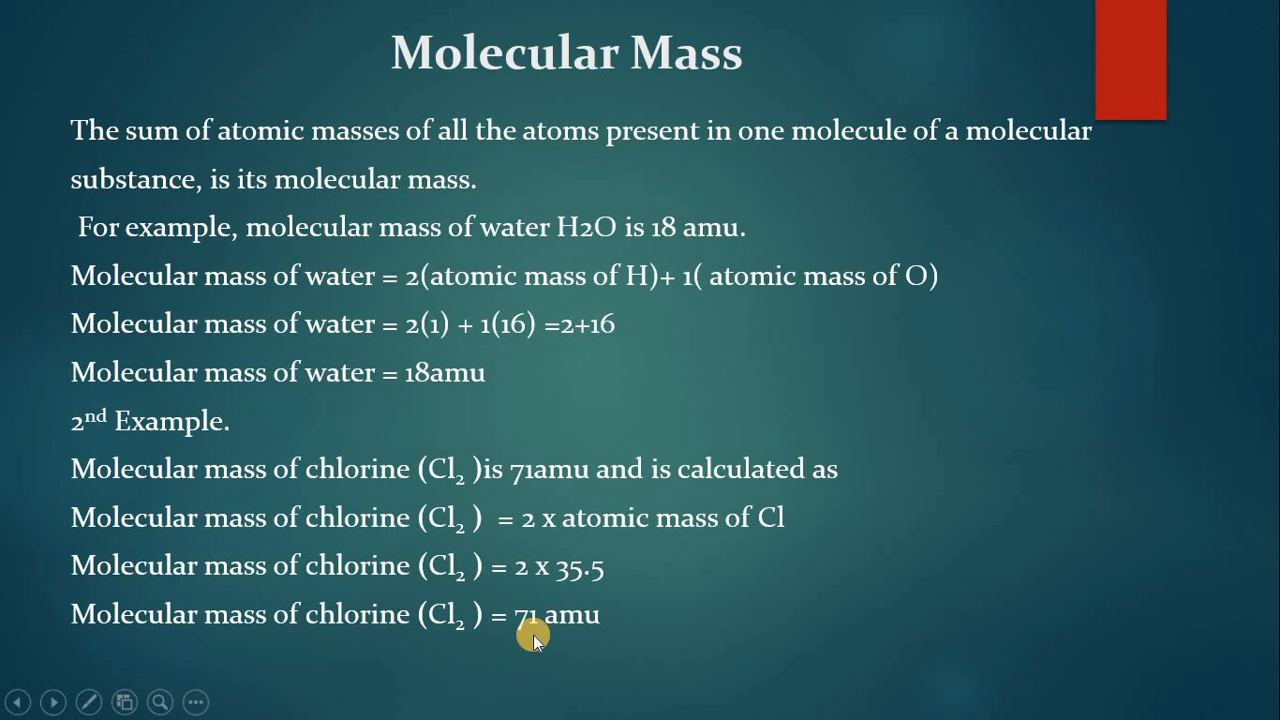 Molecular Mass
The sum of atomic masses of all the atoms present in one molecule of a molecular
substance, is its molecular mass.
For example, molecular mass of water H2O is 18 amu.
Molecular mass of water = 2(atomic mass of H)+ 1( atomic mass of O)
Molecular mass of water = 2(1) + 1(16) =2+16
Molecular mass of water = 18amu
2nd Example.
Molecular mass of chlorine (Cl₂ )is 71amu and is calculated as
Molecular mass of chlorine (Cl₂ ) = 2 x atomic mass of Cl
Molecular mass of chlorine (Cl₂ ) = 2 x 35.5
Molecular mass of chlorine (Cl₂ ) = 71 amu